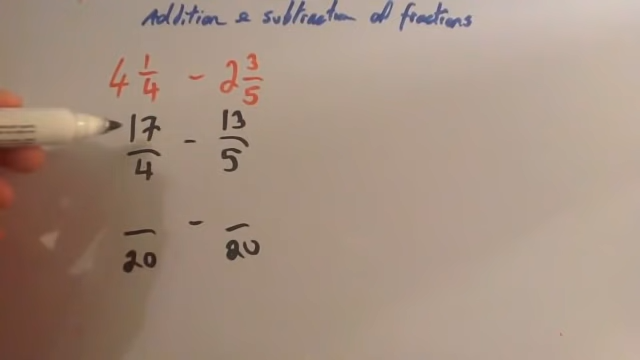 Addition & subtraction of fractions
4 1/4 - 2 3/5
17/4 - 13/5
/20 - /20